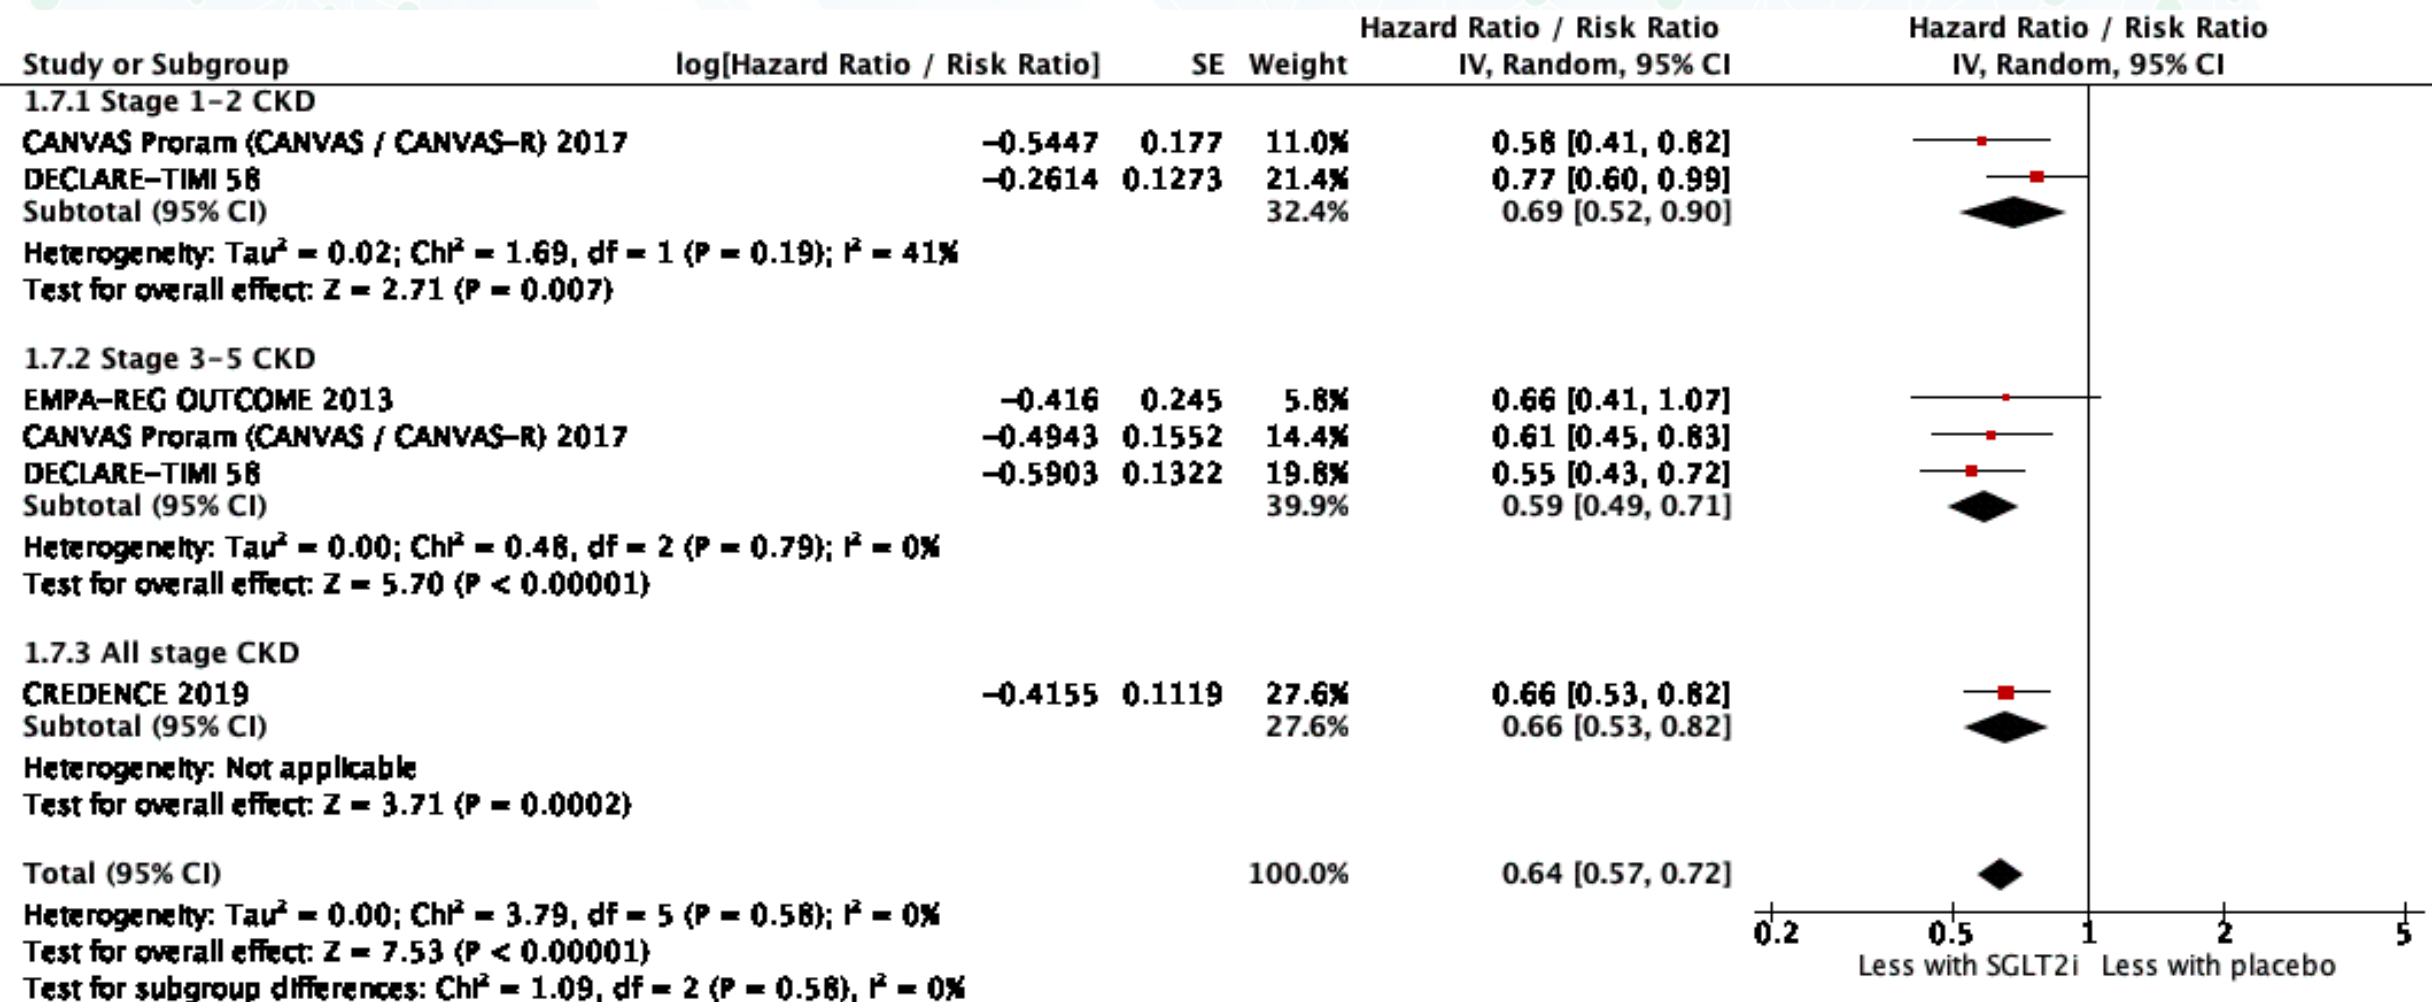 Hazard Ratio / Risk Ratio Hazard Ratio / Risk Ratio
Study or Subgroup log[Hazard Ratio / Risk Ratio] SE Weight IV, Random, 95% CI IV, Random, 95% CI
1.7.1 Stage 1-2 CKD
CANVAS Proram (CANVAS / CANVAS-R) 2017 −0.5447 0.177 11.0% 0.58 [0.41, 0.82]
DECLARE-TIMI 58 −0.2614 0.1273 21.4% 0.77 [0.60, 0.99]
Subtotal (95% CI) 32.4% 0.69 [0.52, 0.90]
Heterogeneity: Tau² = 0.02; Chi² = 1.69, df = 1 (P = 0.19); I² = 41%
Test for overall effect: Z = 2.71 (P = 0.007)
1.7.2 Stage 3-5 CKD
EMPA-REG OUTCOME 2013 −0.416 0.245 5.8% 0.66 [0.41, 1.07]
CANVAS Proram (CANVAS / CANVAS-R) 2017 −0.4943 0.1552 14.4% 0.61 [0.45, 0.83]
DECLARE-TIMI 58 −0.5903 0.1322 19.8% 0.55 [0.43, 0.72]
Subtotal (95% CI) 39.9% 0.59 [0.49, 0.71]
Heterogeneity: Tau² = 0.00; Chi² = 0.48, df = 2 (P = 0.79); I² = 0%
Test for overall effect: Z = 5.70 (P < 0.00001)
1.7.3 All stage CKD
CREDENCE 2019 −0.4155 0.1119 27.6% 0.66 [0.53, 0.82]
Subtotal (95% CI) 27.6% 0.66 [0.53, 0.82]
Heterogeneity: Not applicable
Test for overall effect: Z = 3.71 (P = 0.0002)
Total (95% CI) 100.0% 0.64 [0.57, 0.72]
Heterogeneity: Tau² = 0.00; Chi² = 3.79, df = 5 (P = 0.58); I² = 0%
Test for overall effect: Z = 7.53 (P < 0.00001)
Test for subgroup differences: Chi² = 1.09, df = 2 (P = 0.58), I² = 0%
0.2 0.5 1 2 5
Less with SGLT2i Less with placebo